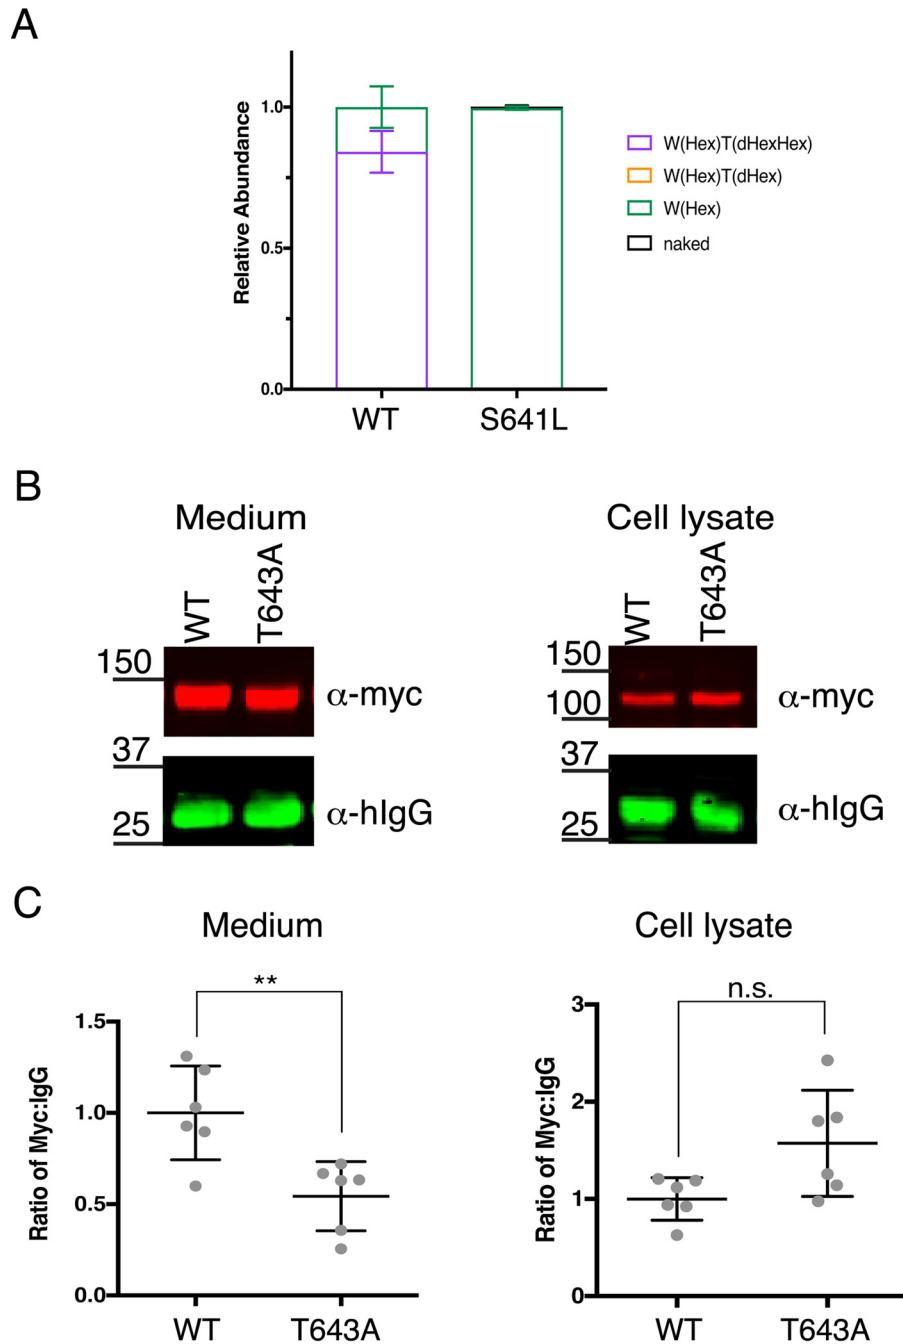 A
Relative Abundance
1.0
0.5
0.0
WT
S641L
W(Hex)T(dHexHex)
W(Hex)T(dHex)
W(Hex)
naked
B
Medium
WT
T643A
150
α-myc
37
25
α-hIgG
Cell lysate
WT
T643A
150
100
α-myc
37
25
α-hIgG
C
Medium
**
Ratio of Myc:IgG
1.5
1.0
0.5
0.0
WT
T643A
Cell lysate
n.s.
Ratio of Myc:IgG
3
2
1
0
WT
T643A